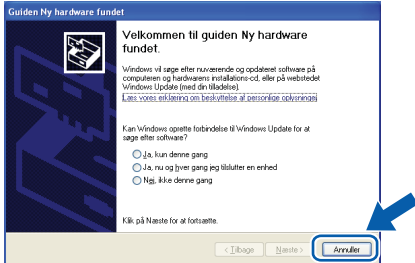 Guiden Ny hardware fundet
Velkommen til guiden Ny hardware
fundet.
Windows vil søge efter nuværende og opdateret software på
computeren og hardwarens installations-cd, eller på webstedet
Windows Update (med din tilladelse).
Læs vores erklæring om beskyttelse af personlige oplysninger
Kan Windows oprette forbindelse til Windows Update for at
søge efter software?
Ja, kun denne gang
Ja, nu og hver gang jeg tilslutter en enhed
Nej, ikke denne gang
Klik på Næste for at fortsætte.
< Tilbage
Næste >
Annuller